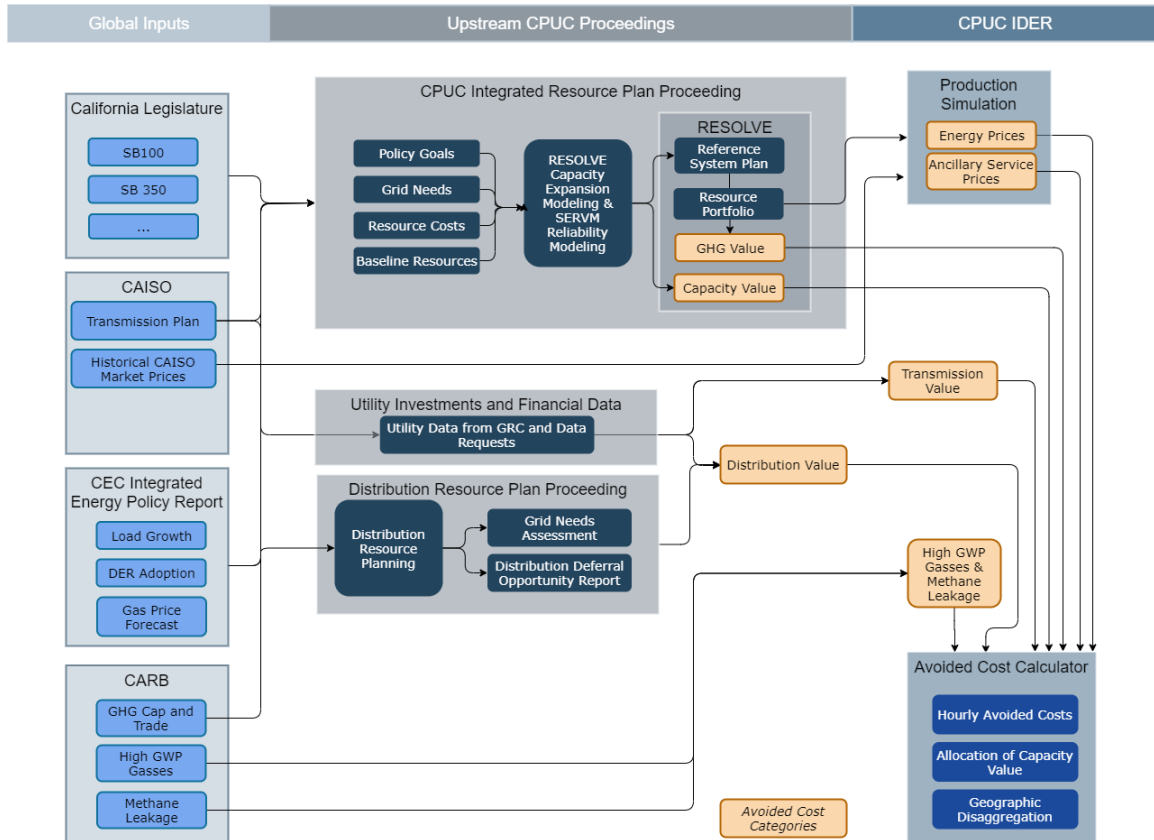 Global Inputs
Upstream CPUC Proceedings
CPUC IDER
California Legislature
SB100
SB 350
...
CAISO
Transmission Plan
Historical CAISO
Market Prices
CEC Integrated
Energy Policy Report
Load Growth
DER Adoption
Gas Price
Forecast
CARB
GHG Cap and
Trade
High GWP
Gasses
Methane
Leakage
CPUC Integrated Resource Plan Proceeding
Policy Goals
Grid Needs
Resource Costs
Baseline Resources
RESOLVE
Capacity
Expansion
Modeling &
SERVM
Reliability
Modeling
RESOLVE
Reference
System Plan
Resource
Portfolio
GHG Value
Capacity Value
Utility Investments and Financial Data
Utility Data from GRC and Data
Requests
Distribution Resource Plan Proceeding
Distribution
Resource
Planning
Grid Needs
Assessment
Distribution Deferral
Opportunity Report
Production
Simulation
Energy Prices
Ancillary Service
Prices
Transmission
Value
Distribution Value
High GWP
Gasses &
Methane
Leakage
Avoided Cost Calculator
Hourly Avoided Costs
Allocation of Capacity
Value
Geographic
Disaggregation
Avoided Cost
Categories